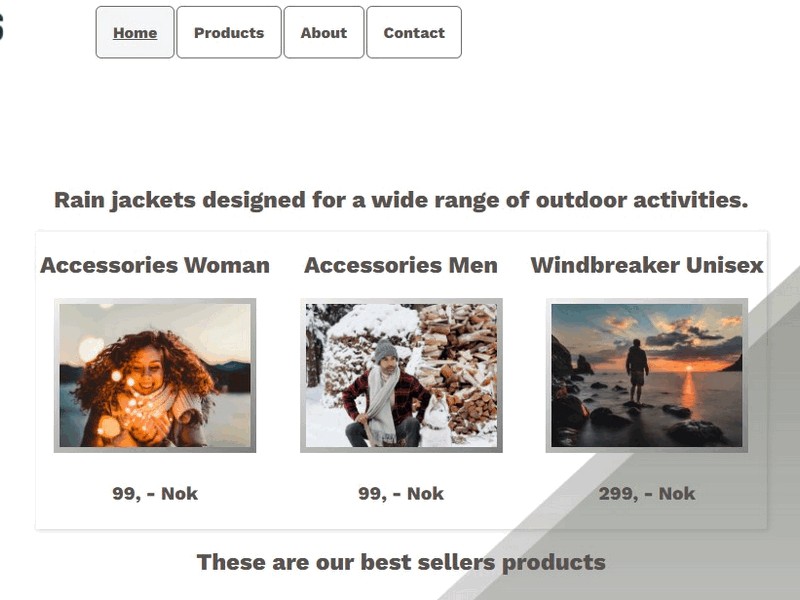 Home Products About Contact
Rain jackets designed for a wide range of outdoor activities.
Accessories Woman Accessories Men Windbreaker Unisex
99, - Nok 99, - Nok 299, - Nok
These are our best sellers products